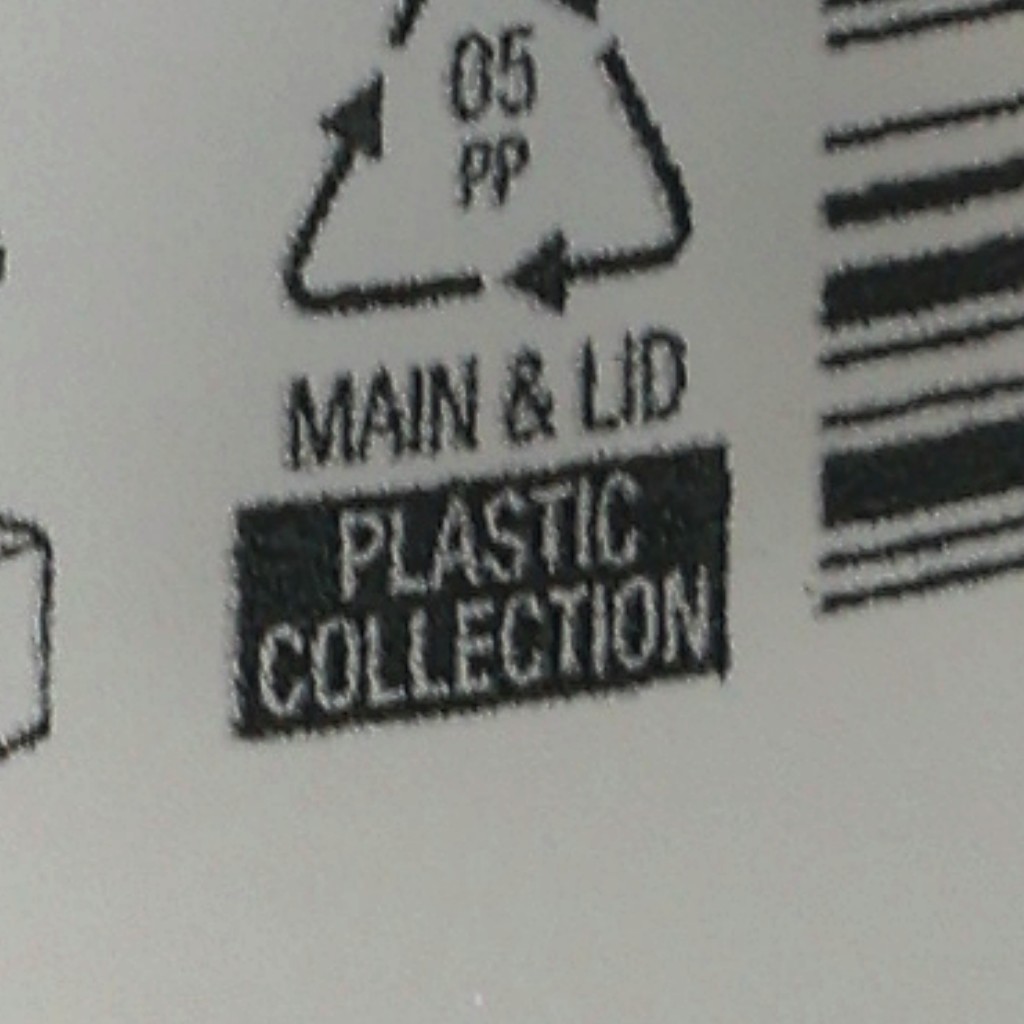 05
PP
MAIN & LID
PLASTIC
COLLECTION